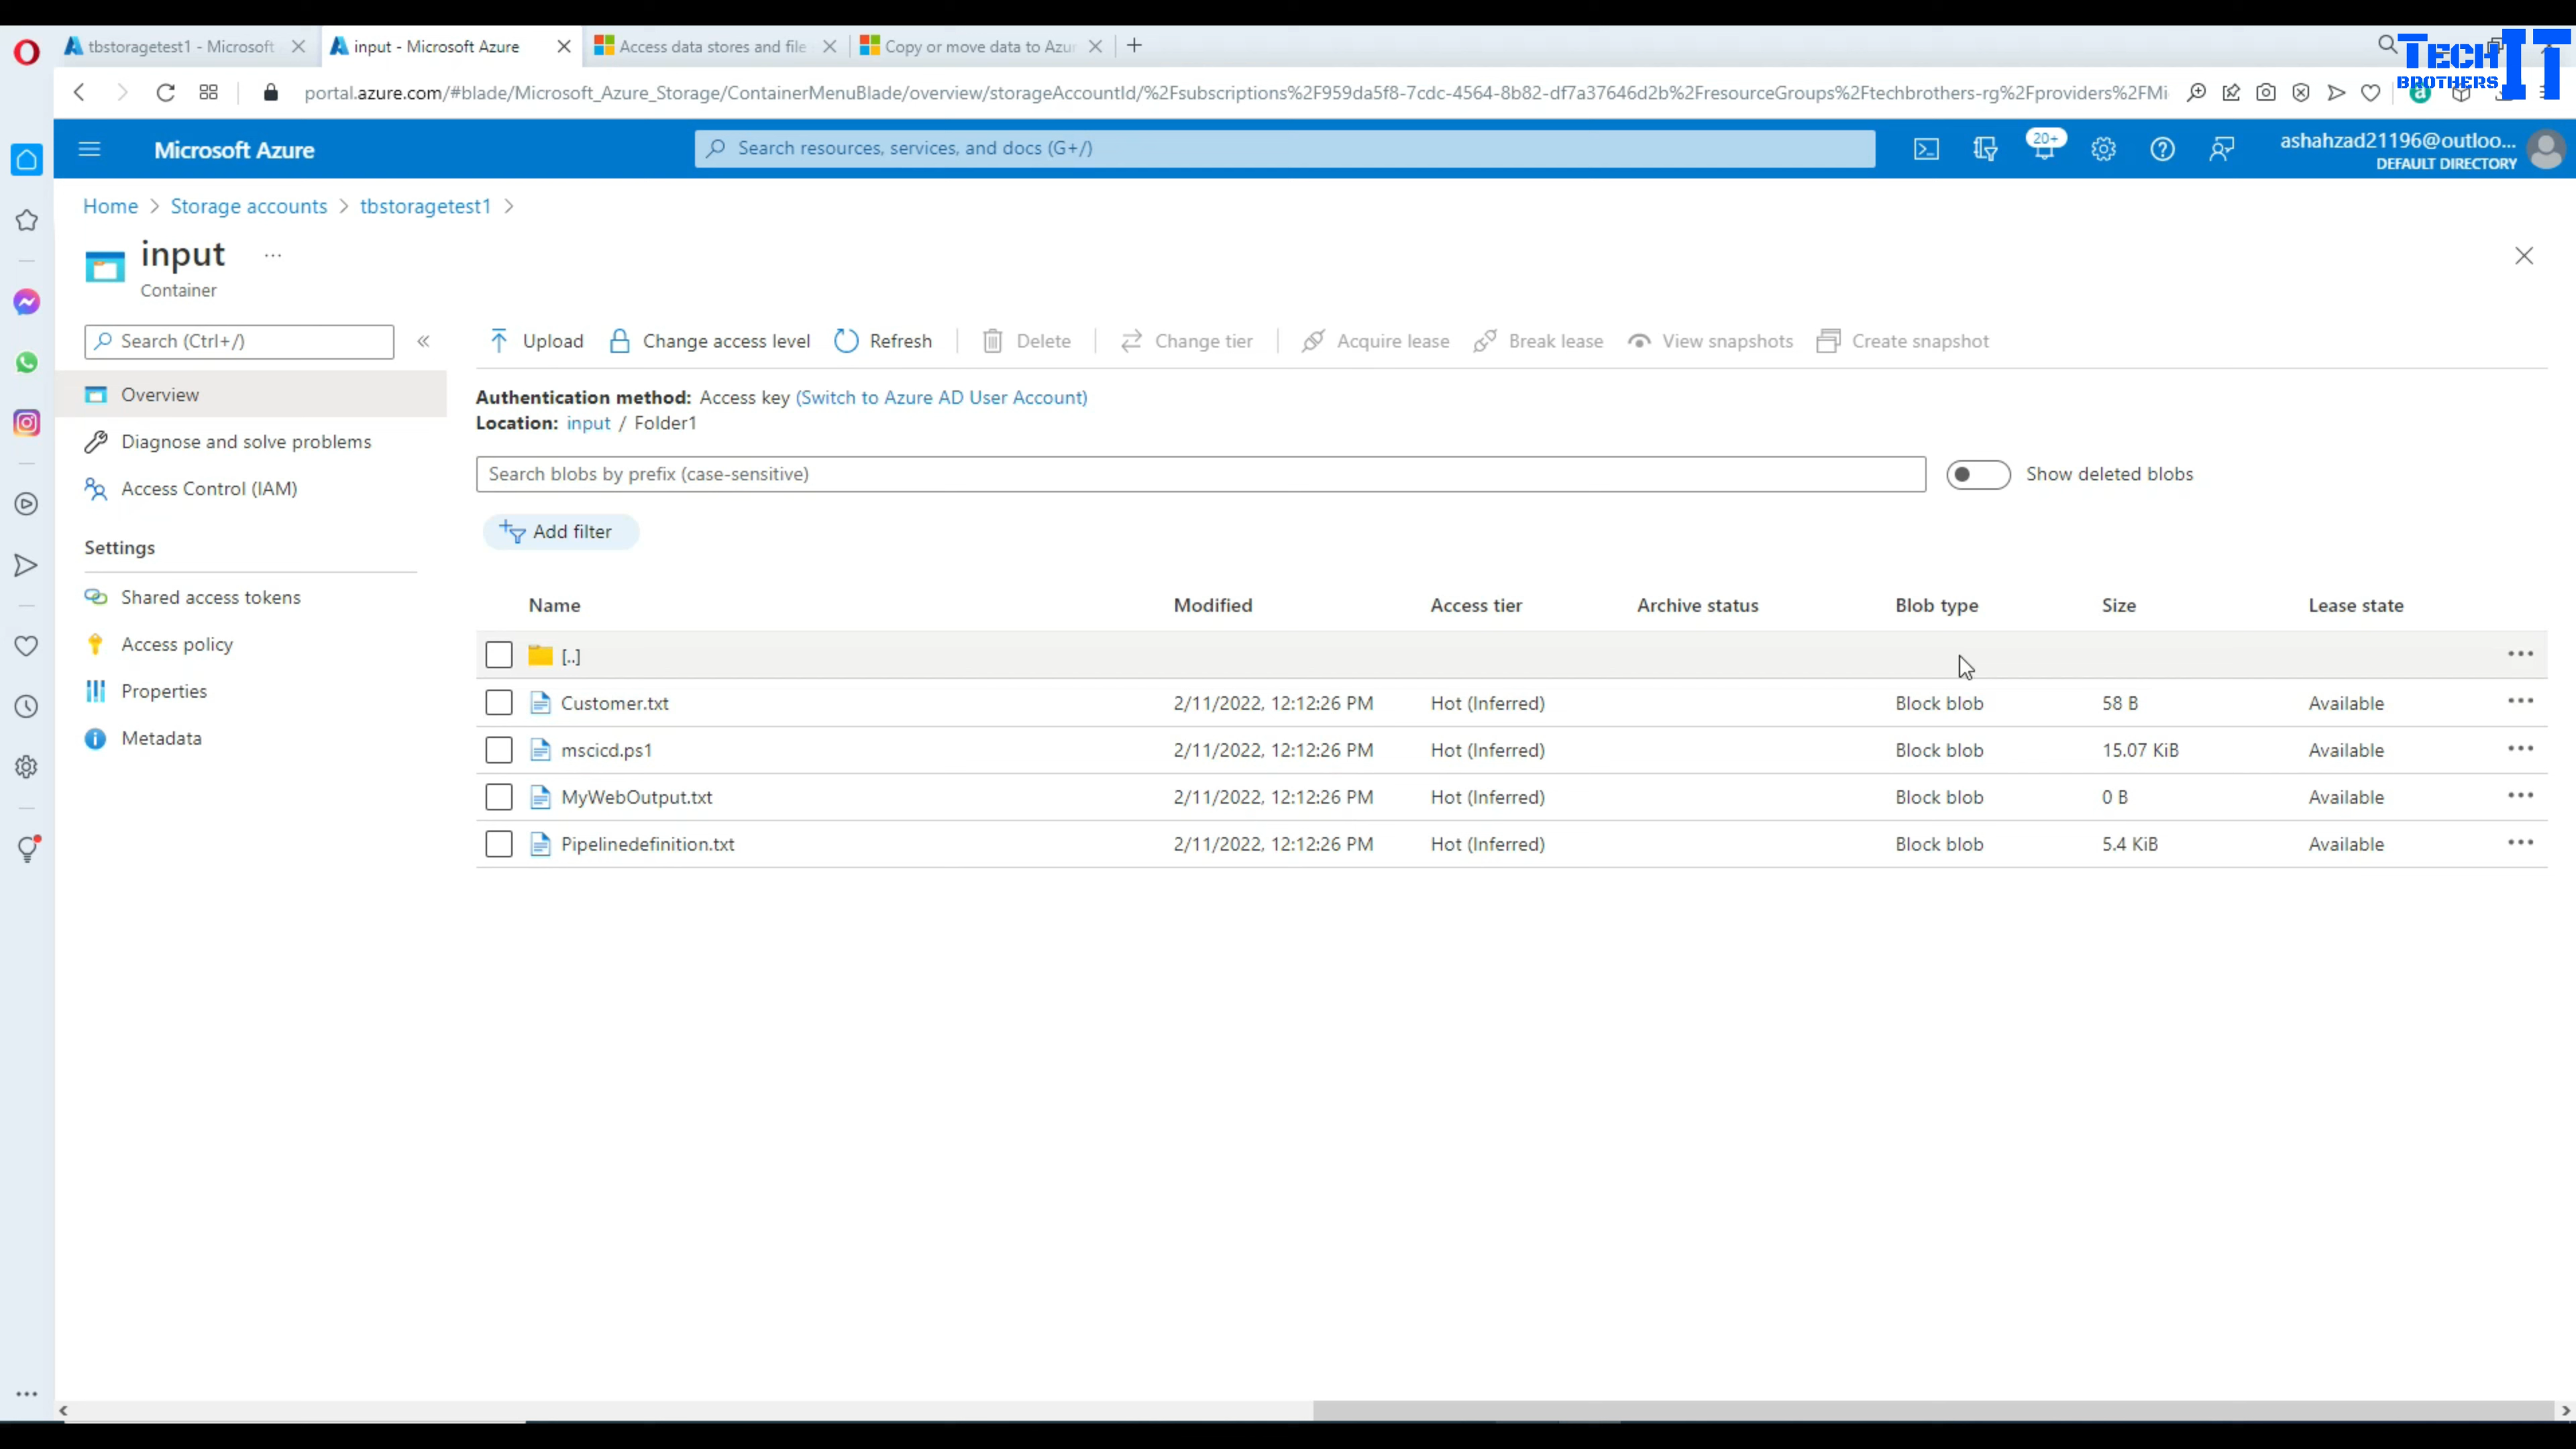 tbstoragetest1 - Microsoft
input - Microsoft Azure
Access data stores and file
Copy or move data to Azur
TECH IT
BROTHERS
portal.azure.com/#blade/Microsoft_Azure_Storage/ContainerMenuBlade/overview/storageAccountId/%2Fsubscriptions%2F959da5f8-7cdc-4564-8b82-df7a37646d2b%2FresourceGroups%2Ftechbrothers-rg%2Fproviders%2FMi
Microsoft Azure
Search resources, services, and docs (G+/)
20+
ashahzad21196@outloo...
DEFAULT DIRECTORY
Home > Storage accounts > tbstoragetest1 >
input ...
Container
Search (Ctrl+/)
«
Upload
Change access level
Refresh
Delete
Change tier
Acquire lease
Break lease
View snapshots
Create snapshot
Overview
Diagnose and solve problems
Access Control (IAM)
Settings
Shared access tokens
Access policy
Properties
Metadata
Authentication method: Access key (Switch to Azure AD User Account)
Location: input / Folder1
Search blobs by prefix (case-sensitive)
Show deleted blobs
Add filter
Name Modified Access tier Archive status Blob type Size Lease state
[..]
Customer.txt 2/11/2022, 12:12:26 PM Hot (Inferred) Block blob 58 B Available
mscicd.ps1 2/11/2022, 12:12:26 PM Hot (Inferred) Block blob 15.07 KiB Available
MyWebOutput.txt 2/11/2022, 12:12:26 PM Hot (Inferred) Block blob 0 B Available
Pipelinedefinition.txt 2/11/2022, 12:12:26 PM Hot (Inferred) Block blob 5.4 KiB Available